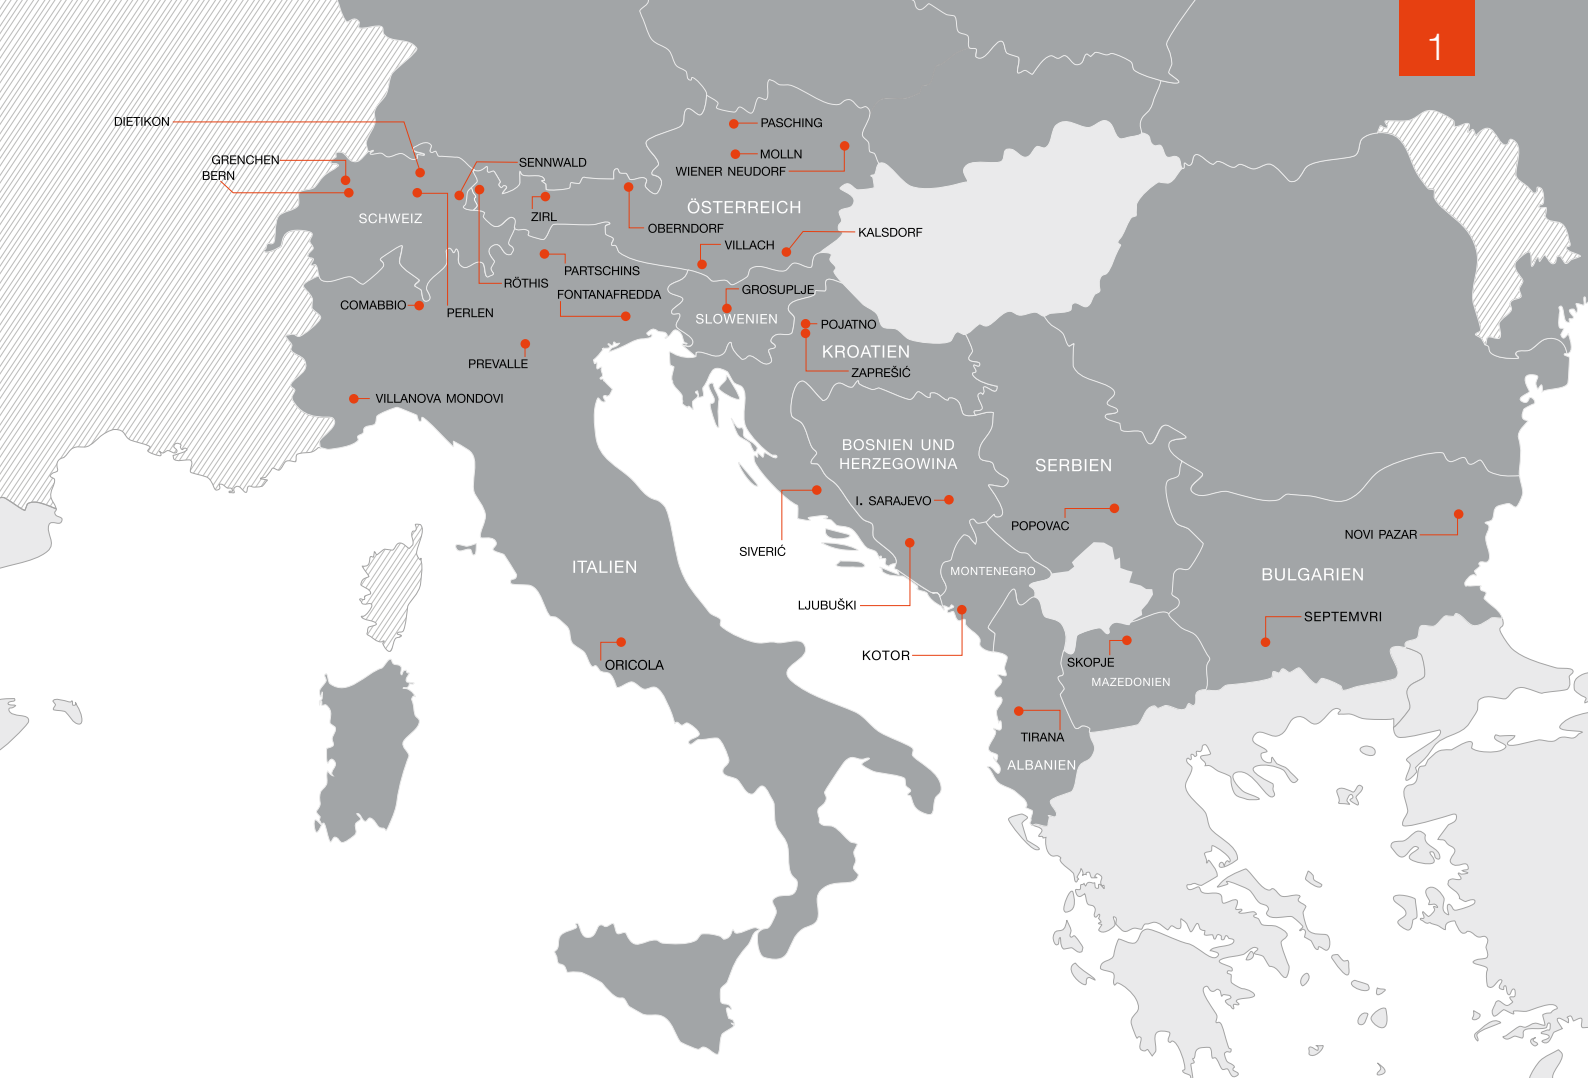 1
DIETIKON
PASCHING
MOLLN
GRENCHEN
BERN
SENNWALD
WIENER NEUDORF
SCHWEIZ
ZIRL
ÖSTERREICH
OBERNDORF
KALSDORF
VILLACH
PARTSCHINS
RÖTHIS
FONTANAFREDDA
GROSUPLJE
COMABBIO
PERLEN
SLOWENIEN
POJATNO
KROATIEN
PREVALLE
ZAPREŠIĆ
VILLANOVA MONDOVI
BOSNIEN UND
HERZEGOWINA
SERBIEN
I. SARAJEVO
POPOVAC
NOVI PAZAR
SIVERIĆ
ITALIEN
MONTENEGRO
BULGARIEN
LJUBUŠKI
SEPTEMVRI
KOTOR
ORICOLA
SKOPJE
MAZEDONIEN
TIRANA
ALBANIEN